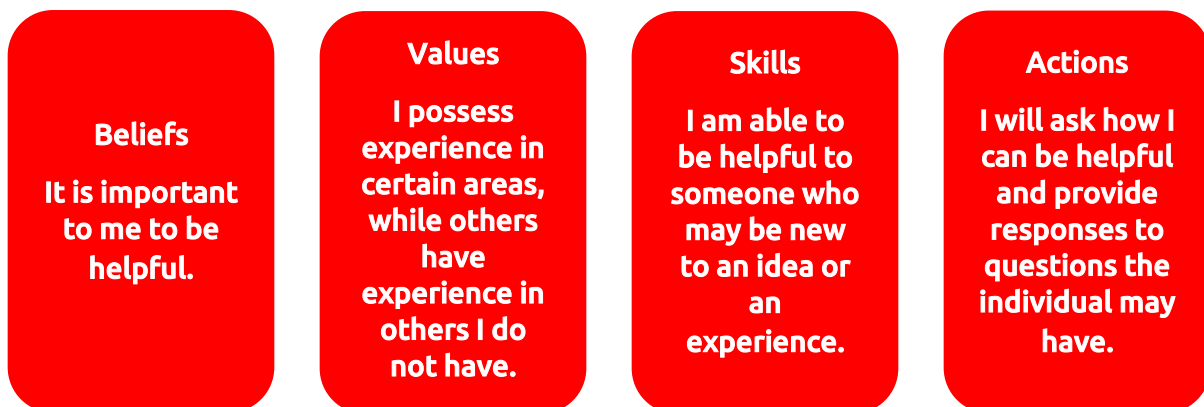 Beliefs
It is important
to me to be
helpful.
Values
I possess
experience in
certain areas,
while others
have
experience in
others I do
not have.
Skills
I am able to
be helpful to
someone who
may be new
to an idea or
an
experience.
Actions
I will ask how I
can be helpful
and provide
responses to
questions the
individual may
have.